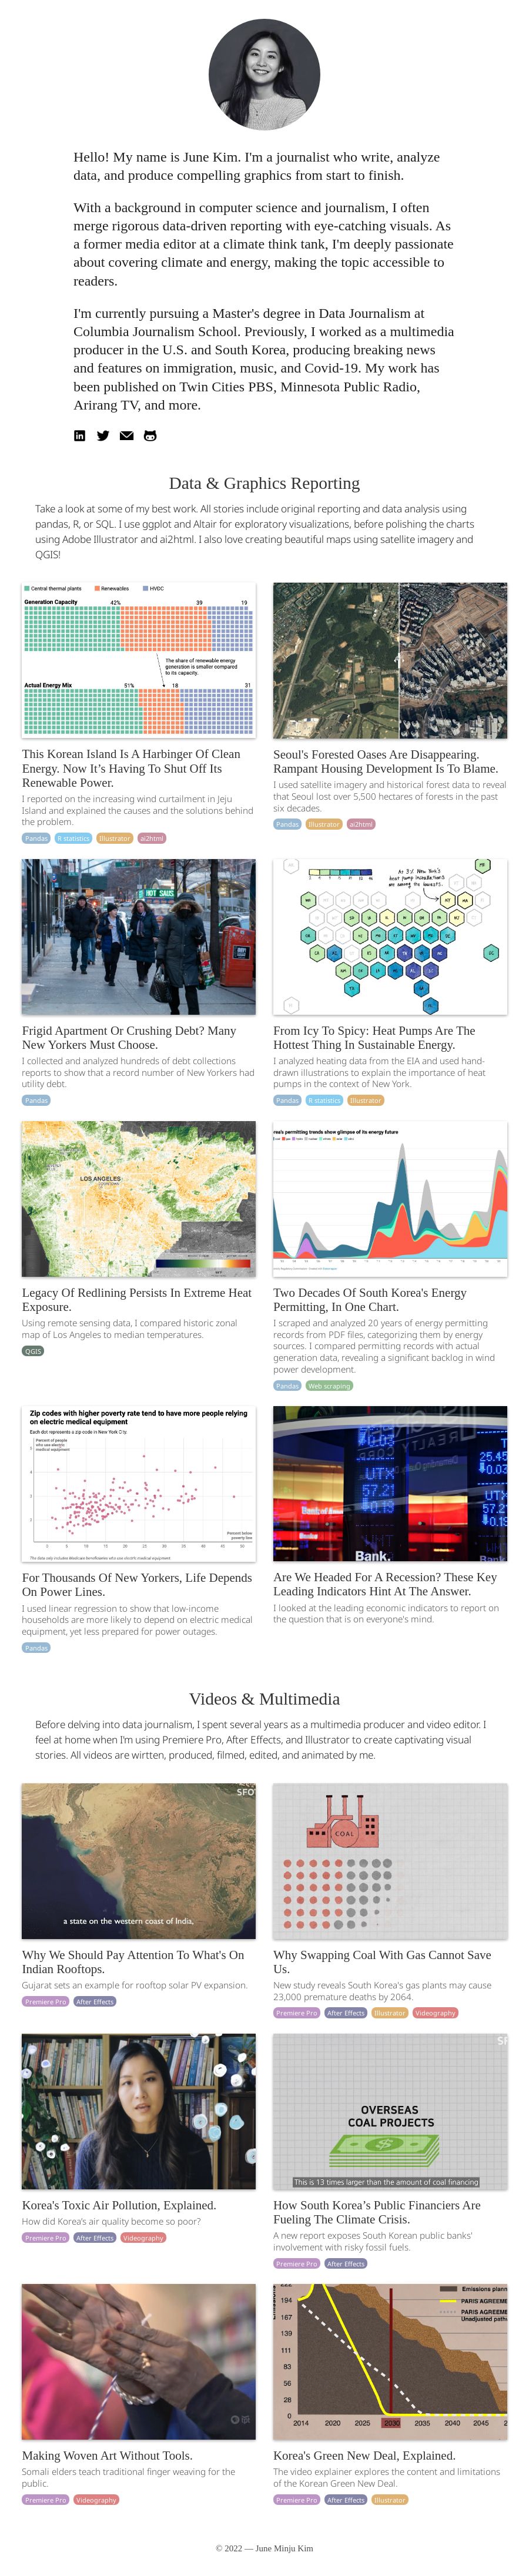 Hello! My name is June Kim. I'm a journalist who write, analyze
data, and produce compelling graphics from start to finish.
With a background in computer science and journalism, I often
merge rigorous data-driven reporting with eye-catching visuals. As
a former media editor at a climate think tank, I'm deeply passionate
about covering climate and energy, making the topic accessible to
readers.
I'm currently pursuing a Master's degree in Data Journalism at
Columbia Journalism School. Previously, I worked as a multimedia
producer in the U.S. and South Korea, producing breaking news
and features on immigration, music, and Covid-19. My work has
been published on Twin Cities PBS, Minnesota Public Radio,
Arirang TV, and more.
Data & Graphics Reporting
Take a look at some of my best work. All stories include original reporting and data analysis using
pandas, R, or SQL. I use ggplot and Altair for exploratory visualizations, before polishing the charts
using Adobe Illustrator and ai2html. I also love creating beautiful maps using satellite imagery and
QGIS!
Central thermal plants Renewables HVDC
Generation Capacity 42% 39 19
The share of renewable energy
generation is smaller compared
to its capacity.
Actual Energy Mix 51% 18 31
This Korean Island Is A Harbinger Of Clean
Energy. Now It’s Having To Shut Off Its
Renewable Power.
I reported on the increasing wind curtailment in Jeju
Island and explained the causes and the solutions behind
the problem.
Pandas R statistics Illustrator ai2html
Seoul's Forested Oases Are Disappearing.
Rampant Housing Development Is To Blame.
I used satellite imagery and historical forest data to reveal
that Seoul lost over 5,500 hectares of forests in the past
six decades.
Pandas Illustrator ai2html
HOT SAUS
Frigid Apartment Or Crushing Debt? Many
New Yorkers Must Choose.
I collected and analyzed hundreds of debt collections
reports to show that a record number of New Yorkers had
utility debt.
Pandas
At 3% New York's
heat pump installations
are among the lowest.
From Icy To Spicy: Heat Pumps Are The
Hottest Thing In Sustainable Energy.
I analyzed heating data from the EIA and used hand-
drawn illustrations to explain the importance of heat
pumps in the context of New York.
Pandas R statistics Illustrator
LOS ANGELES
Legacy Of Redlining Persists In Extreme Heat
Exposure.
Using remote sensing data, I compared historic zonal
map of Los Angeles to median temperatures.
QGIS
rea's permitting trends show glimpse of its energy future
Two Decades Of South Korea's Energy
Permitting, In One Chart.
I scraped and analyzed 20 years of energy permitting
records from PDF files, categorizing them by energy
sources. I compared permitting records with actual
generation data, revealing a significant backlog in wind
power development.
Pandas Web scraping
Zip codes with higher poverty rate tend to have more people relying
on electric medical equipment
Each dot represents a zip code in New York City.
Percent of people
who use electric
medical equipment
Percent below
poverty line
For Thousands Of New Yorkers, Life Depends
On Power Lines.
I used linear regression to show that low-income
households are more likely to depend on electric medical
equipment, yet less prepared for power outages.
Pandas
UTX
57.21
Bank.
Are We Headed For A Recession? These Key
Leading Indicators Hint At The Answer.
I looked at the leading economic indicators to report on
the question that is on everyone's mind.
Videos & Multimedia
Before delving into data journalism, I spent several years as a multimedia producer and video editor. I
feel at home when I'm using Premiere Pro, After Effects, and Illustrator to create captivating visual
stories. All videos are wirtten, produced, filmed, edited, and animated by me.
a state on the western coast of India,
Why We Should Pay Attention To What's On
Indian Rooftops.
Gujarat sets an example for rooftop solar PV expansion.
Premiere Pro After Effects
COAL
Why Swapping Coal With Gas Cannot Save
Us.
New study reveals South Korea's gas plants may cause
23,000 premature deaths by 2064.
Premiere Pro After Effects Illustrator Videography
Korea's Toxic Air Pollution, Explained.
How did Korea's air quality become so poor?
Premiere Pro After Effects Videography
OVERSEAS
COAL PROJECTS
This is 13 times larger than the amount of coal financing
How South Korea’s Public Financiers Are
Fueling The Climate Crisis.
A new report exposes South Korean public banks'
involvement with risky fossil fuels.
Premiere Pro After Effects
Making Woven Art Without Tools.
Somali elders teach traditional finger weaving for the
public.
Premiere Pro Videography
Emissions plann
PARIS AGREEME
PARIS AGREEME
Unadjusted path
194
167
139
111
83
56
28
0
2014 2020 2025 2030 2035 2040 2045
Korea's Green New Deal, Explained.
The video explainer explores the content and limitations
of the Korean Green New Deal.
Premiere Pro After Effects Illustrator
© 2022 — June Minju Kim